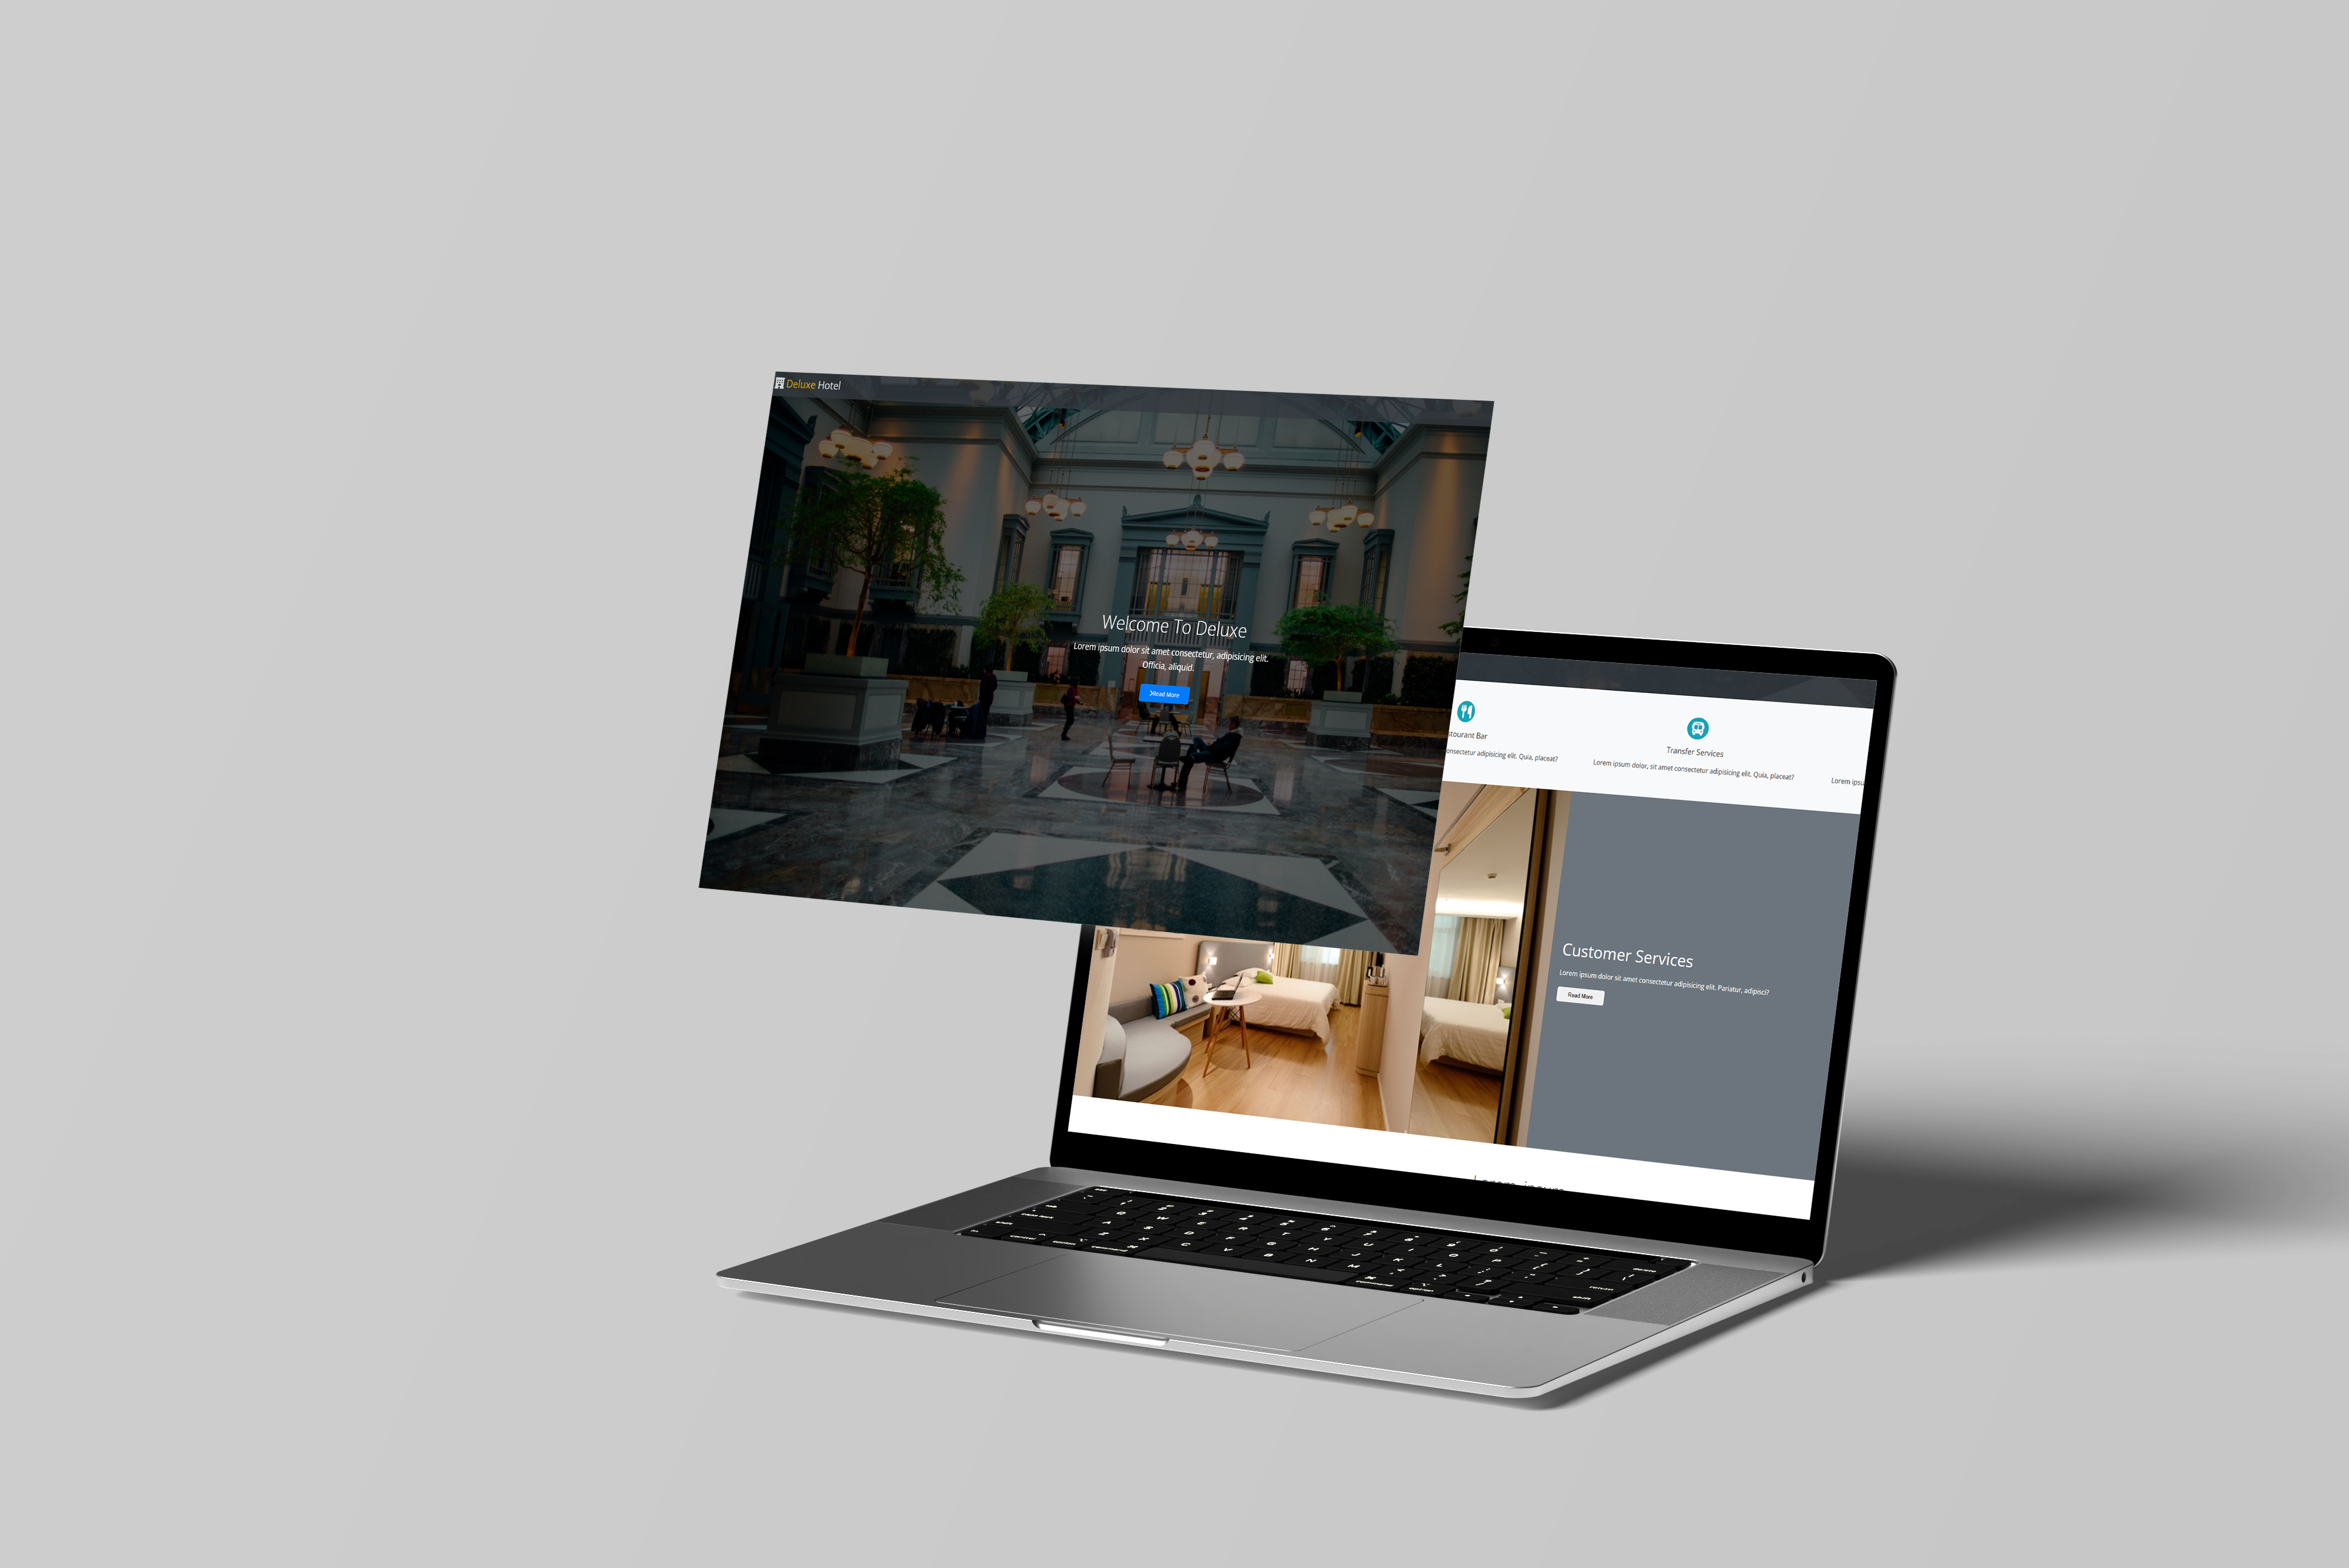 Deluxe Hotel
Welcome To Deluxe
Lorem ipsum dolor sit amet consectetur, adipisicing elit.
Officia, aliquid.
Read More
stourant Bar
onsectetur adipisicing elit. Quia, placeat?
Transfer Services
Lorem ipsum dolor, sit amet consectetur adipisicing elit. Quia, placeat?
Lorem ipsu
Customer Services
Lorem ipsum dolor sit amet consectetur adipisicing elit. Pariatur, adipisci?
Read More
Q W E R T Y U I O P
A S D F G H J K L
Z X C V B N M